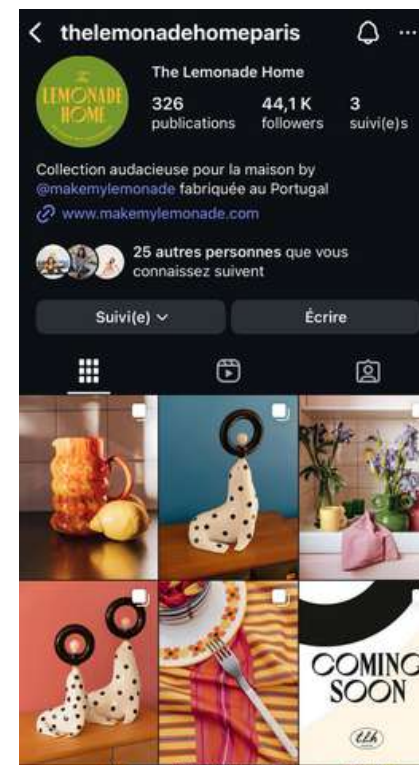 thelemonadehomeparis
The
LEMONADE
HOME
The Lemonade Home
326 44,1 K 3
publications followers suivi(e)s
Collection audacieuse pour la maison by
@makemylemonade fabriquée au Portugal
www.makemylemonade.com
25 autres personnes que vous
connaissez suivent
Suivi(e) Écrire
COMING
SOON
tlh